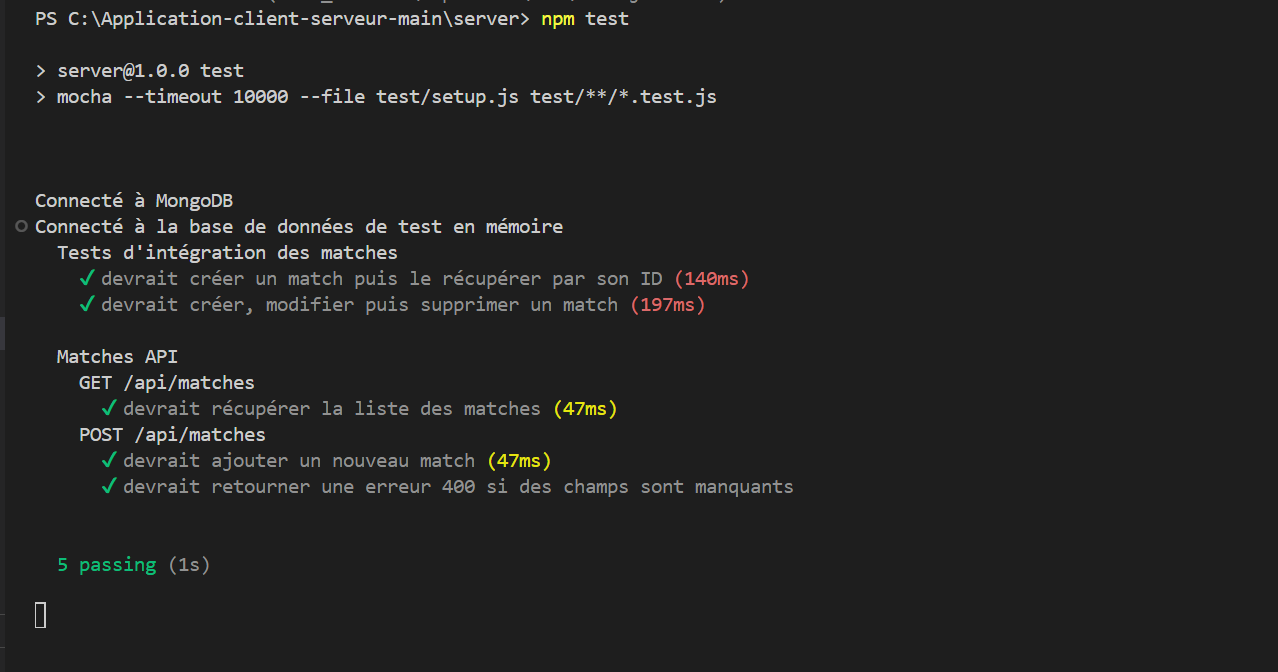 PS C:\Application-client-serveur-main\server> npm test
> server@1.0.0 test
> mocha --timeout 10000 --file test/setup.js test/**/*.test.js
Connecté à MongoDB
Connecté à la base de données de test en mémoire
Tests d'intégration des matches
✓ devrait créer un match puis le récupérer par son ID (140ms)
✓ devrait créer, modifier puis supprimer un match (197ms)
Matches API
GET /api/matches
✓ devrait récupérer la liste des matches (47ms)
POST /api/matches
✓ devrait ajouter un nouveau match (47ms)
✓ devrait retourner une erreur 400 si des champs sont manquants
5 passing (1s)